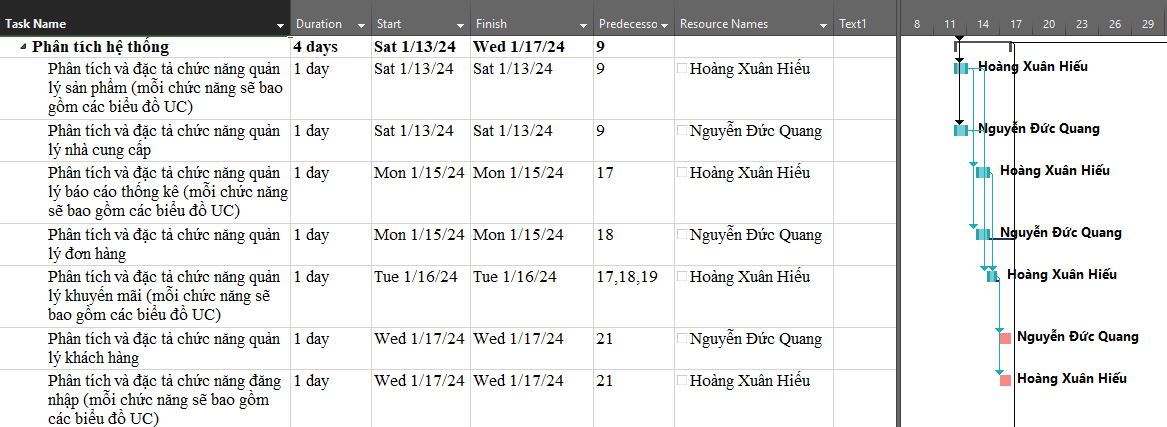 Task Name Duration Start Finish Predecesso Resource Names Text1 8 11 14 17 20 23 26 29
Phân tích hệ thống 4 days Sat 1/13/24 Wed 1/17/24 9
Phân tích và đặc tả chức năng quản 1 day Sat 1/13/24 Sat 1/13/24 9 Hoàng Xuân Hiếu Hoàng Xuân Hiếu
lý sản phẩm (mỗi chức năng sẽ bao
gồm các biểu đồ UC)
Phân tích và đặc tả chức năng quản 1 day Sat 1/13/24 Sat 1/13/24 9 Nguyễn Đức Quang Nguyễn Đức Quang
lý nhà cung cấp
Phân tích và đặc tả chức năng quản 1 day Mon 1/15/24 Mon 1/15/24 17 Hoàng Xuân Hiếu Hoàng Xuân Hiếu
lý báo cáo thống kê (mỗi chức năng
sẽ bao gồm các biểu đồ UC)
Phân tích và đặc tả chức năng quản 1 day Mon 1/15/24 Mon 1/15/24 18 Nguyễn Đức Quang Nguyễn Đức Quang
lý đơn hàng
Phân tích và đặc tả chức năng quản 1 day Tue 1/16/24 Tue 1/16/24 17,18,19 Hoàng Xuân Hiếu Hoàng Xuân Hiếu
lý khuyến mãi (mỗi chức năng sẽ
bao gồm các biểu đồ UC)
Phân tích và đặc tả chức năng quản 1 day Wed 1/17/24 Wed 1/17/24 21 Nguyễn Đức Quang Nguyễn Đức Quang
lý khách hàng
Phân tích và đặc tả chức năng đăng 1 day Wed 1/17/24 Wed 1/17/24 21 Hoàng Xuân Hiếu Hoàng Xuân Hiếu
nhập (mỗi chức năng sẽ bao gồm
các biểu đồ UC)